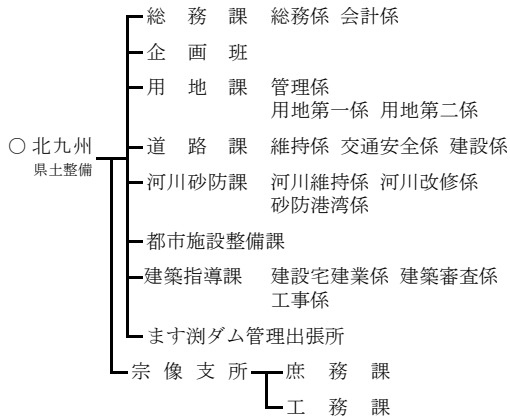 総務課 総務係 会計係
企画班
用地課 管理係
用地第一係 用地第二係
○北九州
県土整備
道路課 維持係 交通安全係 建設係
河川砂防課 河川維持係 河川改修係
砂防港湾係
都市施設整備課
建築指導課 建設宅建業係 建築審査係
工事係
ます渕ダム管理出張所
宗像支所 庶務課
工務課